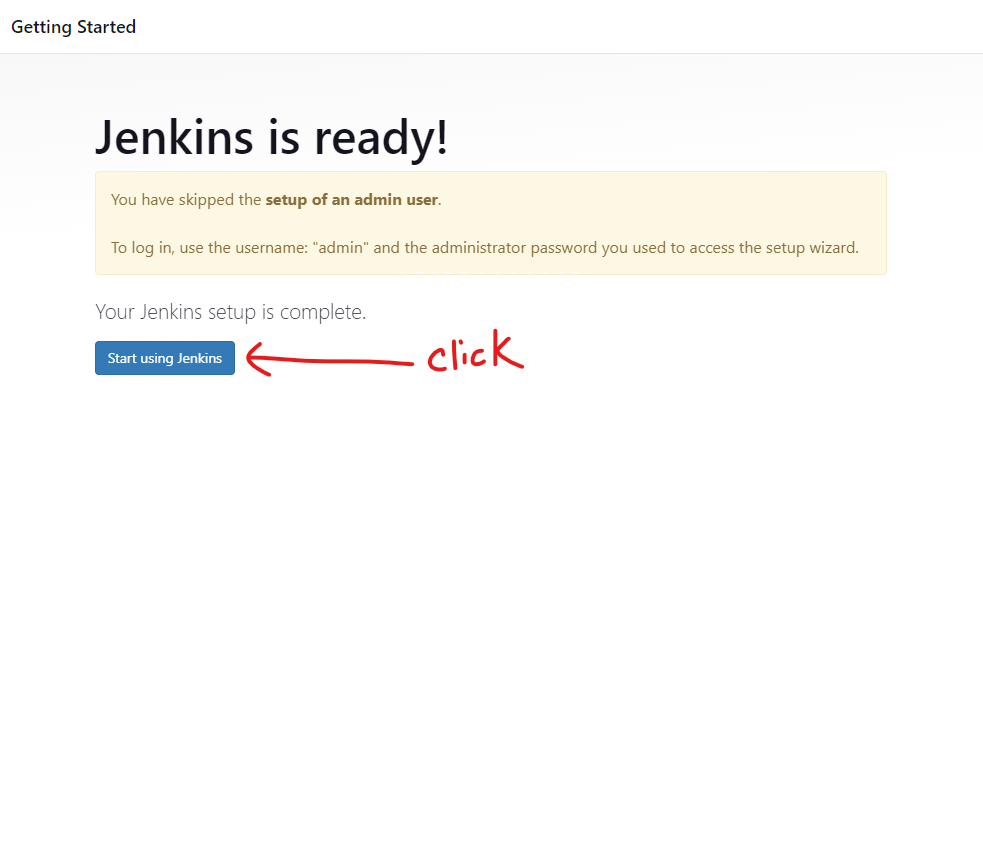 Getting Started
Jenkins is ready!
You have skipped the setup of an admin user.
To log in, use the username: "admin" and the administrator password you used to access the setup wizard.
Your Jenkins setup is complete.
Start using Jenkins
click